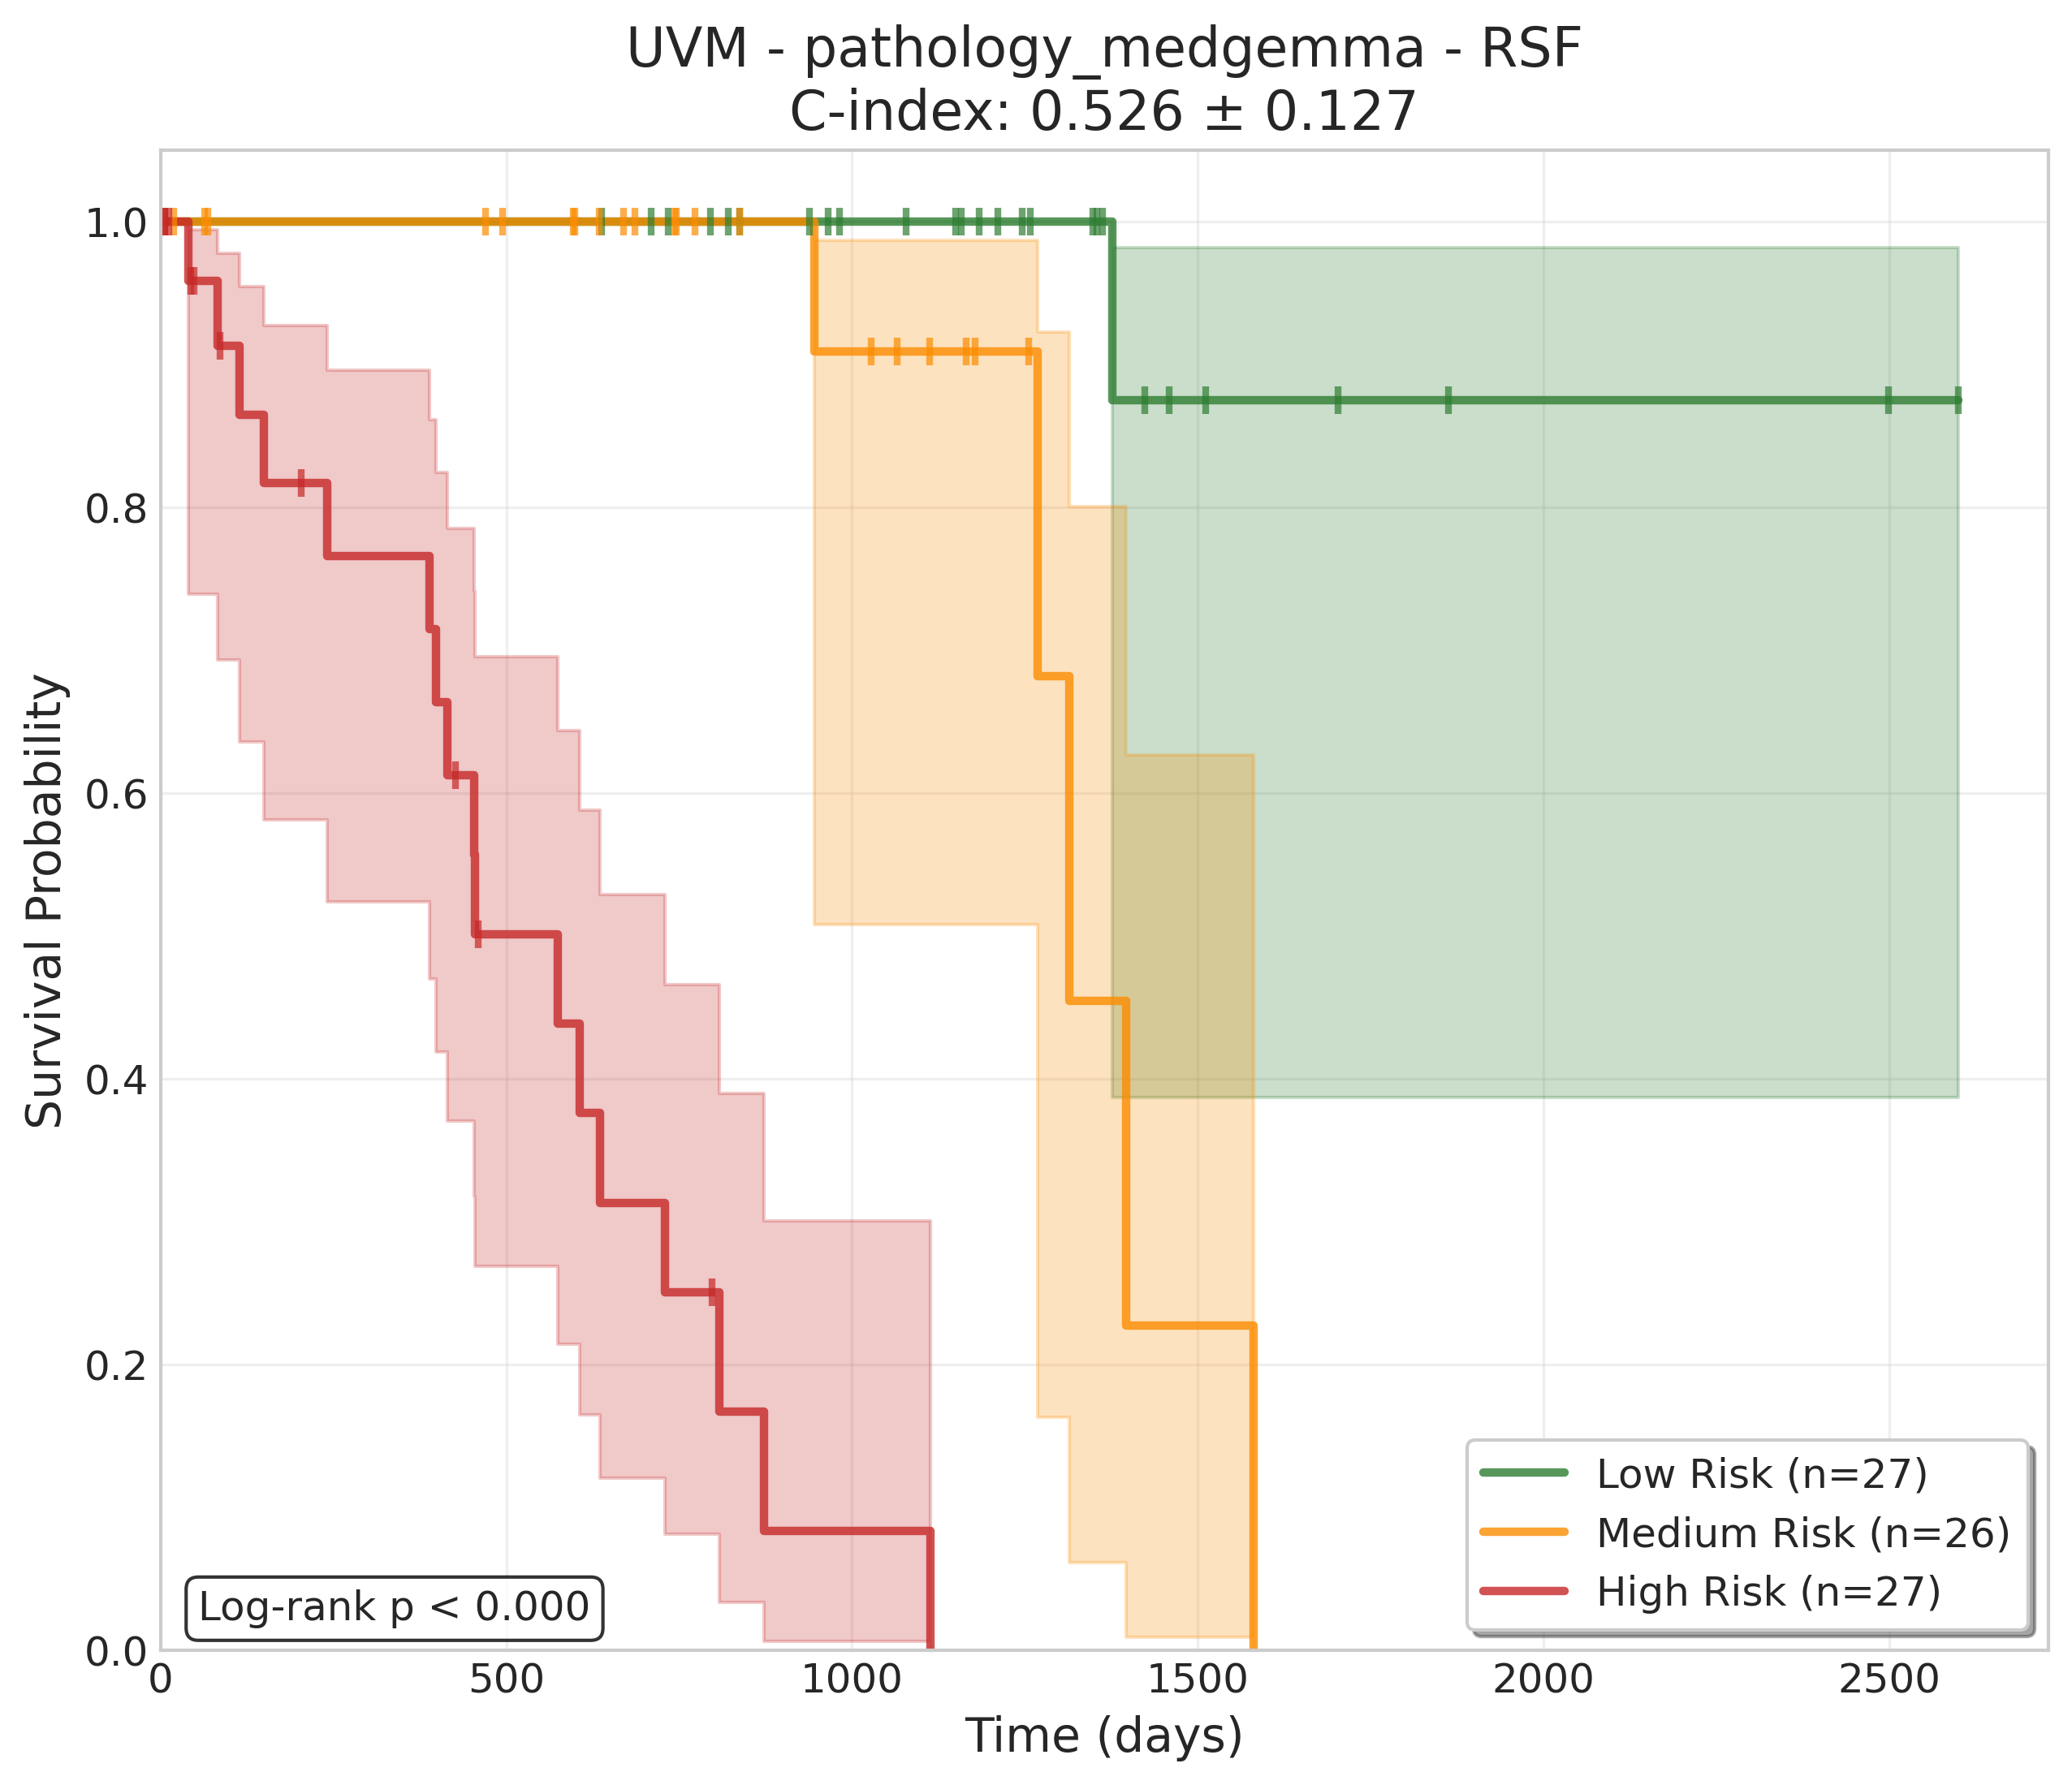 UVM - pathology_medgemma - RSF
C-index: 0.526 ± 0.127
Survival Probability
1.0
0.8
0.6
0.4
0.2
0.0
Log-rank p < 0.000
Low Risk (n=27)
Medium Risk (n=26)
High Risk (n=27)
0 500 1000 1500 2000 2500
Time (days)